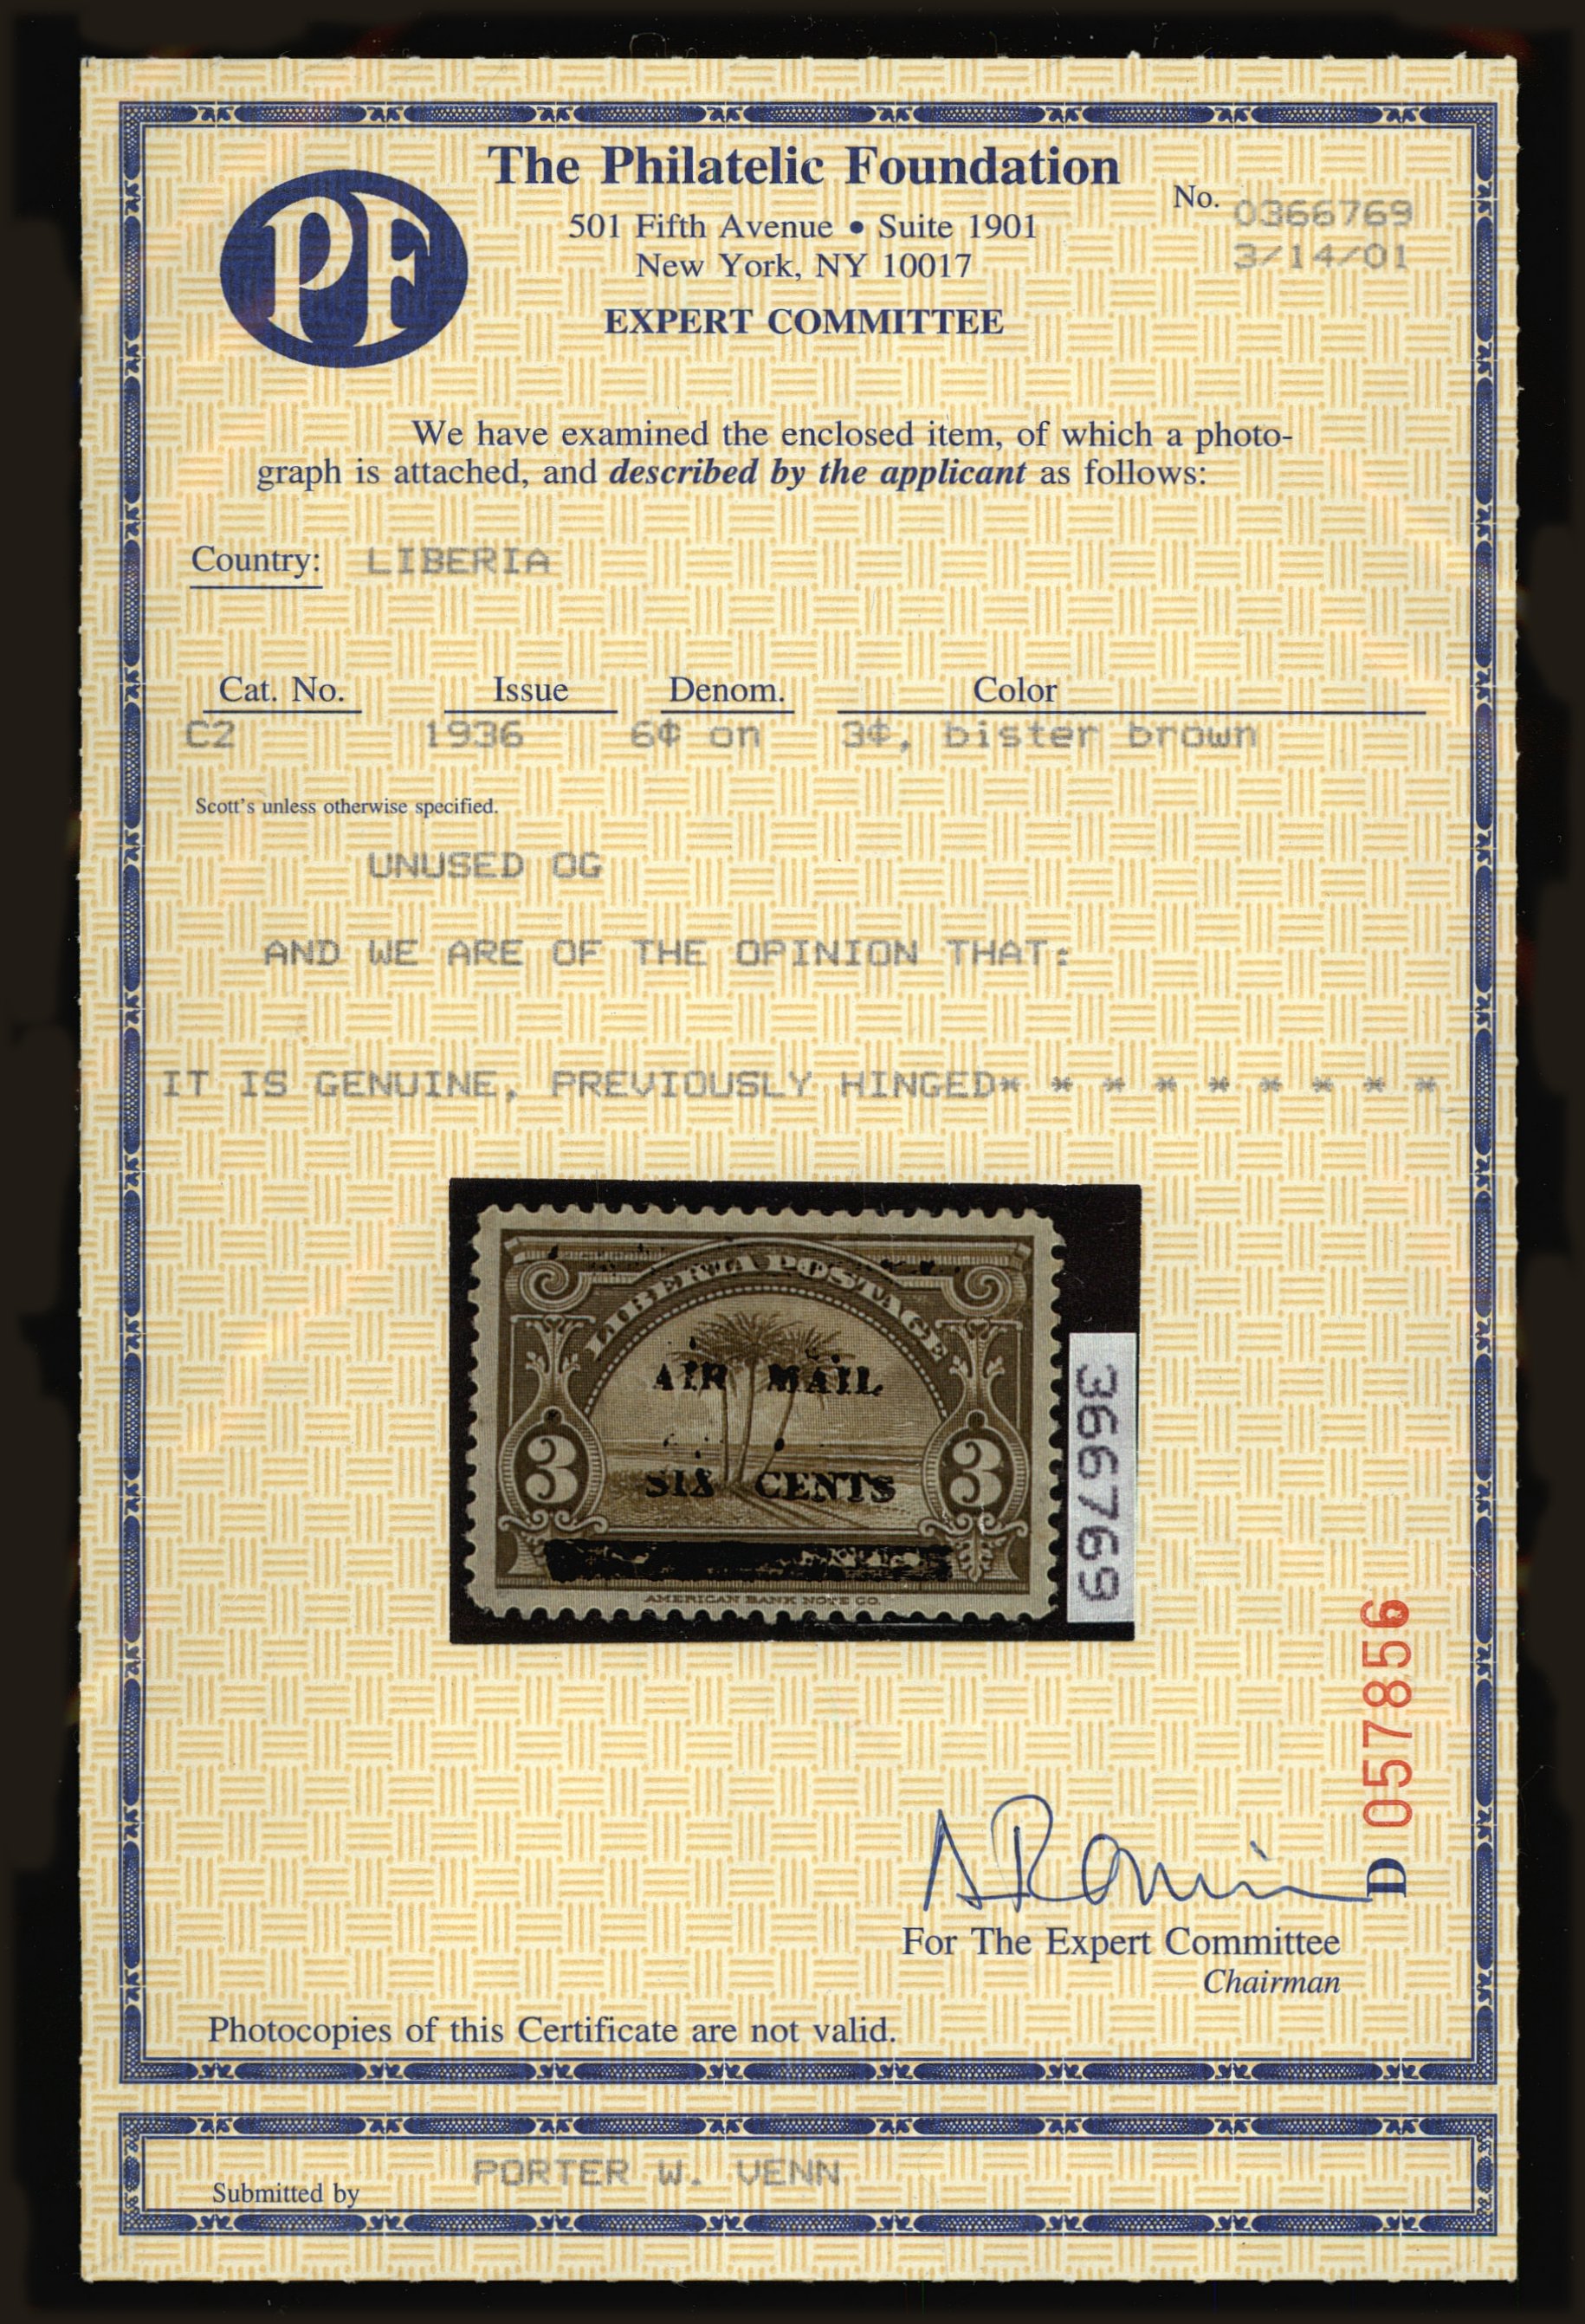 The Philatelic Foundation
PF
501 Fifth Avenue • Suite 1901
New York, NY 10017
EXPERT COMMITTEE
No. 0366769
3/14/01
We have examined the enclosed item, of which a photo-
graph is attached, and described by the applicant as follows:
Country: LIBERIA
Cat. No. Issue Denom. Color
C2 1936 6¢ on 3¢, bister brown
Scott's unless otherwise specified.
UNUSED OG
AND WE ARE OF THE OPINION THAT:
IT IS GENUINE, PREVIOUSLY HINGED* * * * * * * * *
LIBERIA POSTAGE
AIR MAIL
3 3
SIX CENTS
AMERICAN BANK NOTE CO.
366769
D 057856
For The Expert Committee
Chairman
Photocopies of this Certificate are not valid.
Submitted by PORTER W. VENN